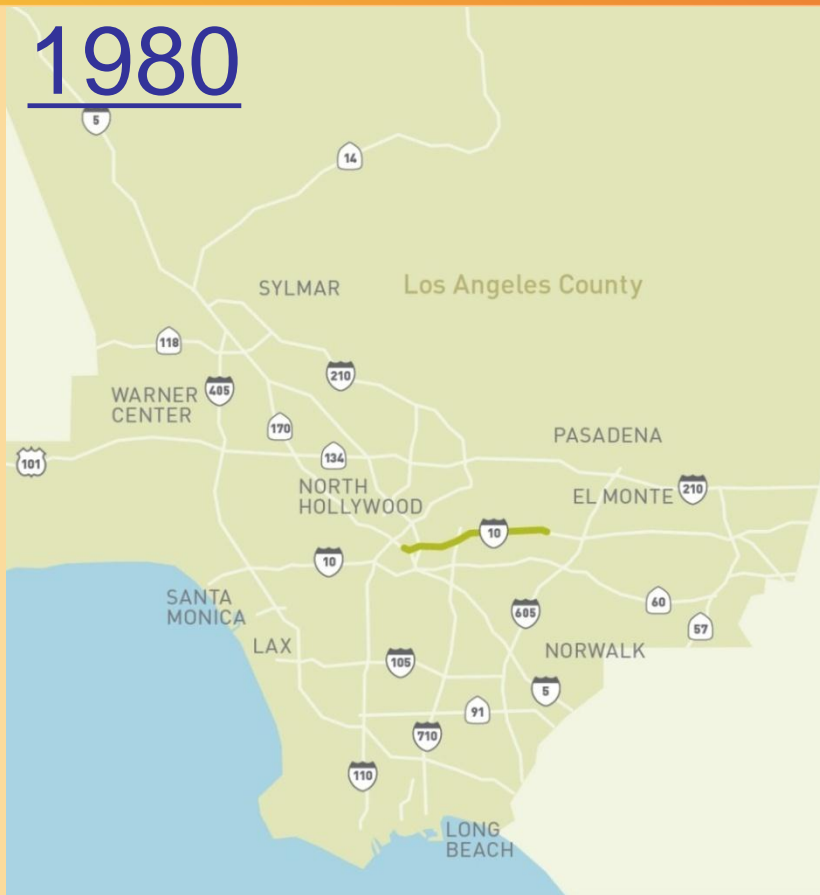 1980
5
14
SYLMAR
Los Angeles County
118
210
WARNER
CENTER
405
170
PASADENA
101
134
NORTH
HOLLYWOOD
EL MONTE
210
10
10
SANTA
MONICA
605
60
57
LAX
NORWALK
105
5
91
710
110
LONG
BEACH